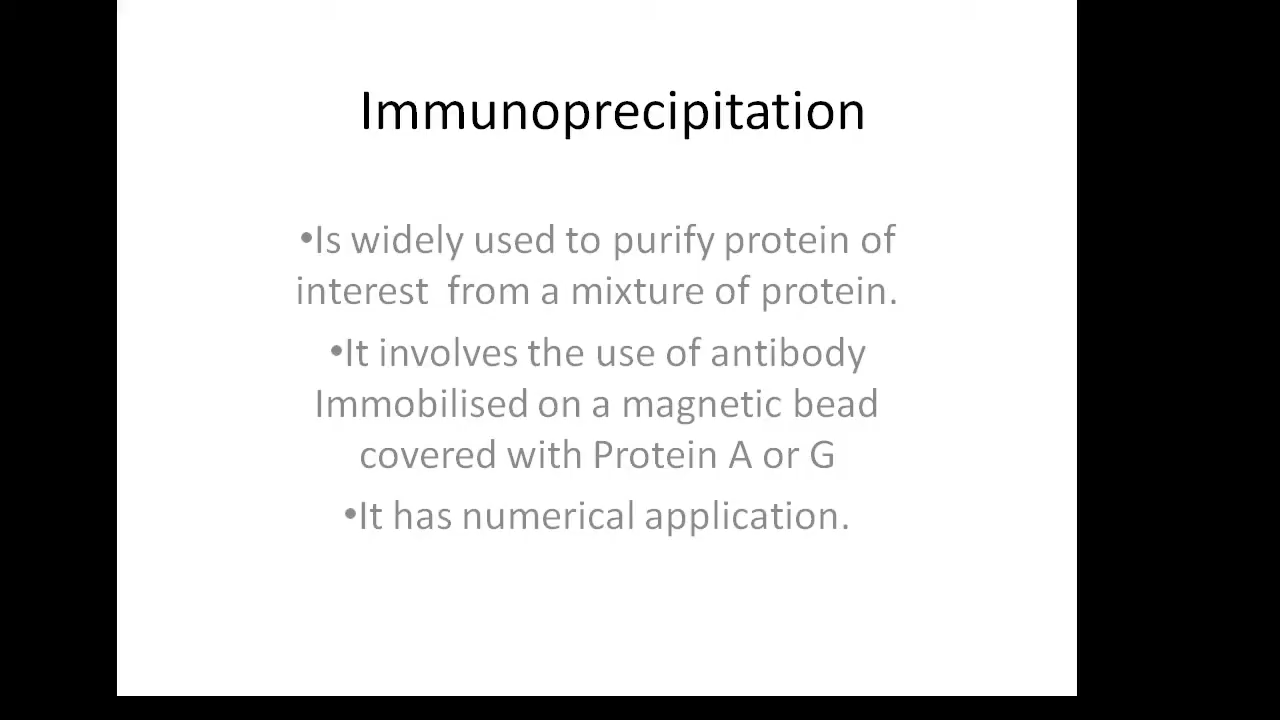 Immunoprecipitation
•Is widely used to purify protein of
interest  from a mixture of protein.
•It involves the use of antibody
Immobilised on a magnetic bead
covered with Protein A or G
•It has numerical application.